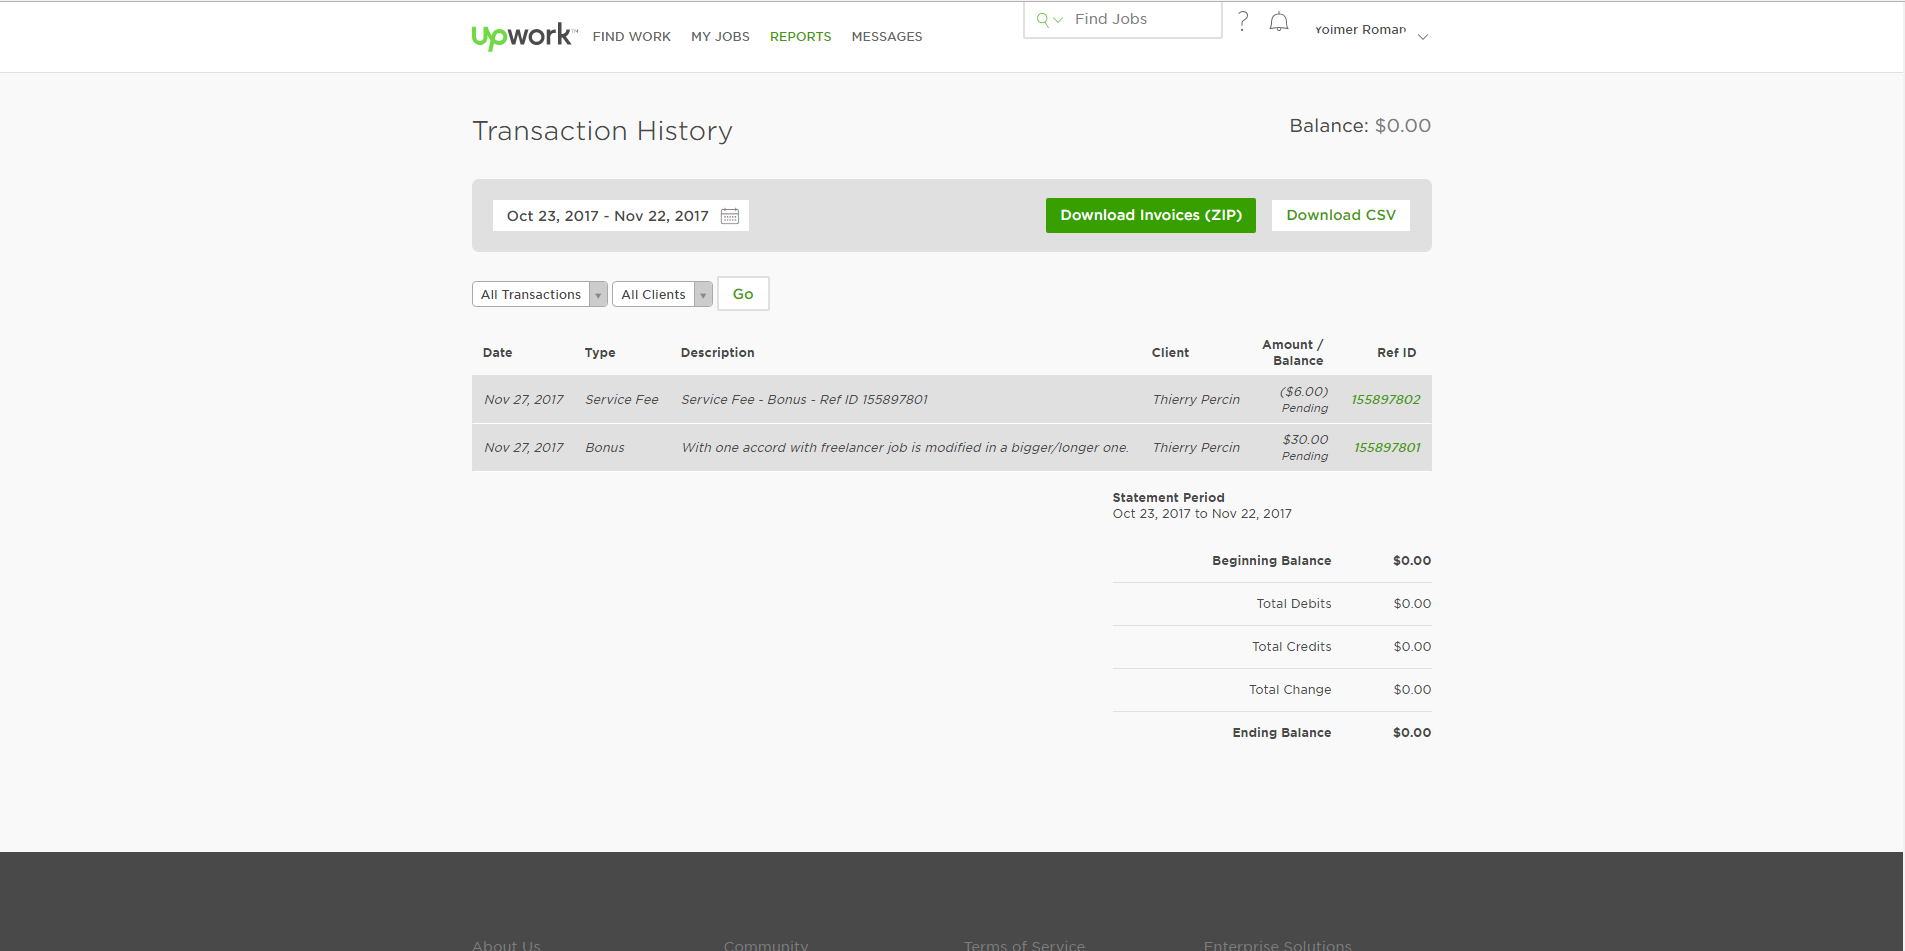 upwork™ FIND WORK MY JOBS REPORTS MESSAGES Find Jobs ? Yoimer Roman
Transaction History
Balance: $0.00
Oct 23, 2017 - Nov 22, 2017
Download Invoices (ZIP) Download CSV
All Transactions All Clients Go
Date Type Description Client Amount / Balance Ref ID
Nov 27, 2017 Service Fee Service Fee - Bonus - Ref ID 155897801 Thierry Percin ($6.00) Pending 155897802
Nov 27, 2017 Bonus With one accord with freelancer job is modified in a bigger/longer one. Thierry Percin $30.00 Pending 155897801
Statement Period
Oct 23, 2017 to Nov 22, 2017
Beginning Balance $0.00
Total Debits $0.00
Total Credits $0.00
Total Change $0.00
Ending Balance $0.00
About Us Community Terms of Service Enterprise Solutions